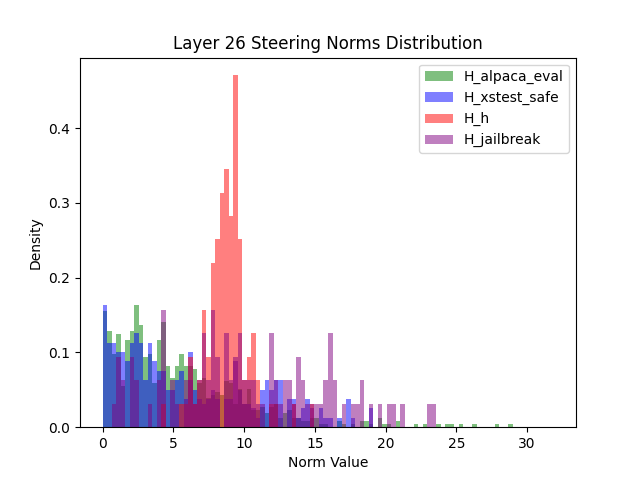 Layer 26 Steering Norms Distribution
H_alpaca_eval
H_xstest_safe
H_h
H_jailbreak
0.4
0.3
0.2
0.1
0.0
Density
0 5 10 15 20 25 30
Norm Value